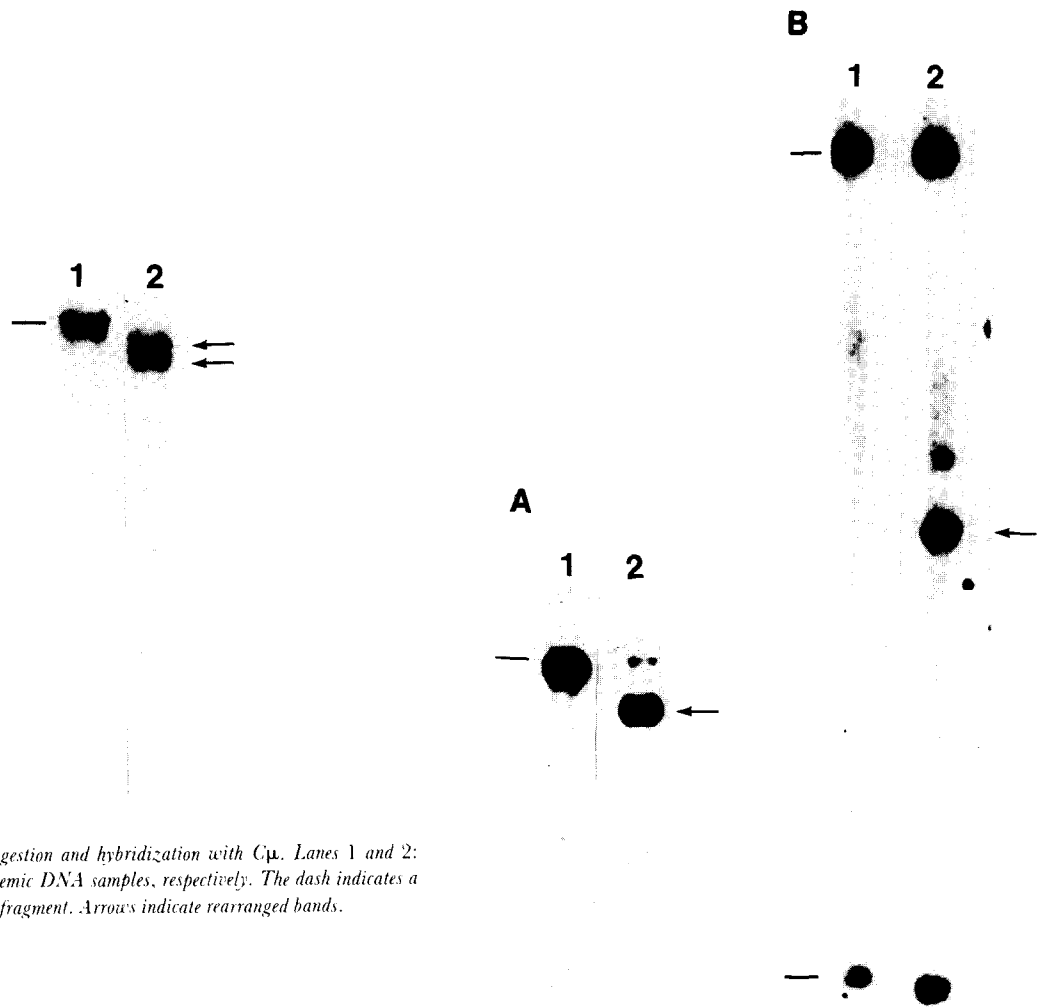 B
1 2
1 2
A
1 2
gestion and hybridization with Cμ. Lanes 1 and 2:
emic DNA samples, respectively. The dash indicates a
fragment. Arrows indicate rearranged bands.